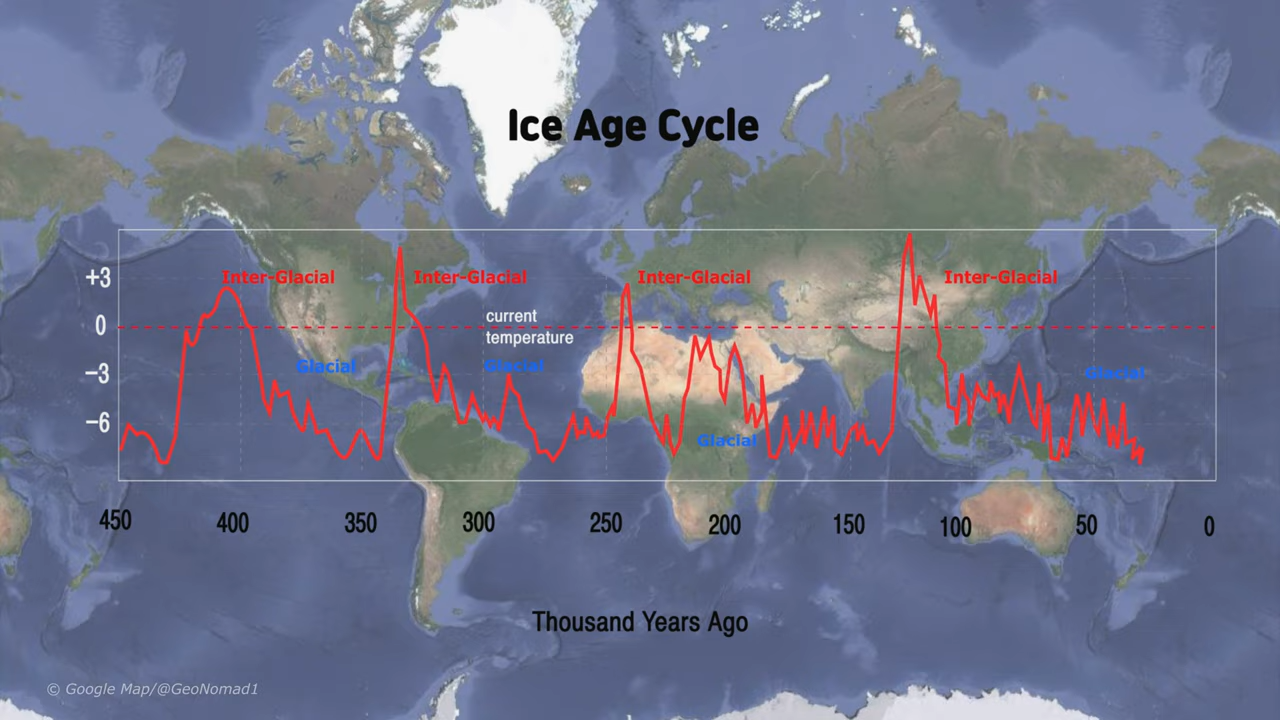 Ice Age Cycle
+3
0
−3
−6
Inter-Glacial
Inter-Glacial
Inter-Glacial
Inter-Glacial
current
temperature
Glacial
Glacial
Glacial
Glacial
450
400
350
300
250
200
150
100
50
0
Thousand Years Ago
© Google Map/@GeoNomad1